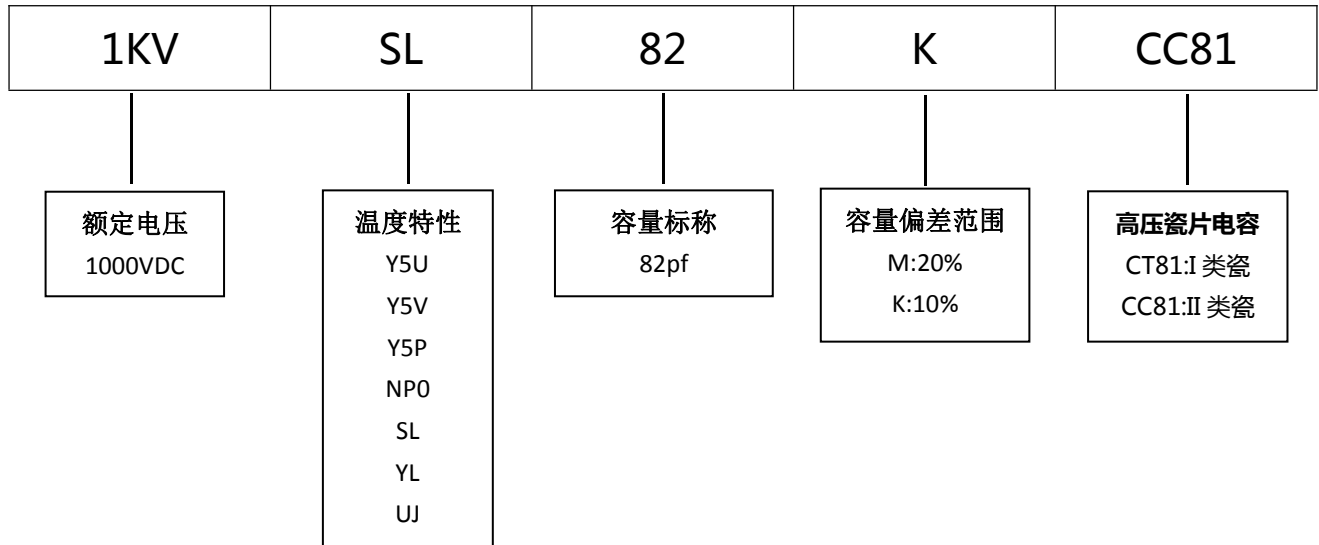 1KV SL 82 K CC81
额定电压
1000VDC
温度特性
Y5U
Y5V
Y5P
NP0
SL
YL
UJ
容量标称
82pf
容量偏差范围
M:20%
K:10%
高压瓷片电容
CT81:I 类瓷
CC81:II 类瓷